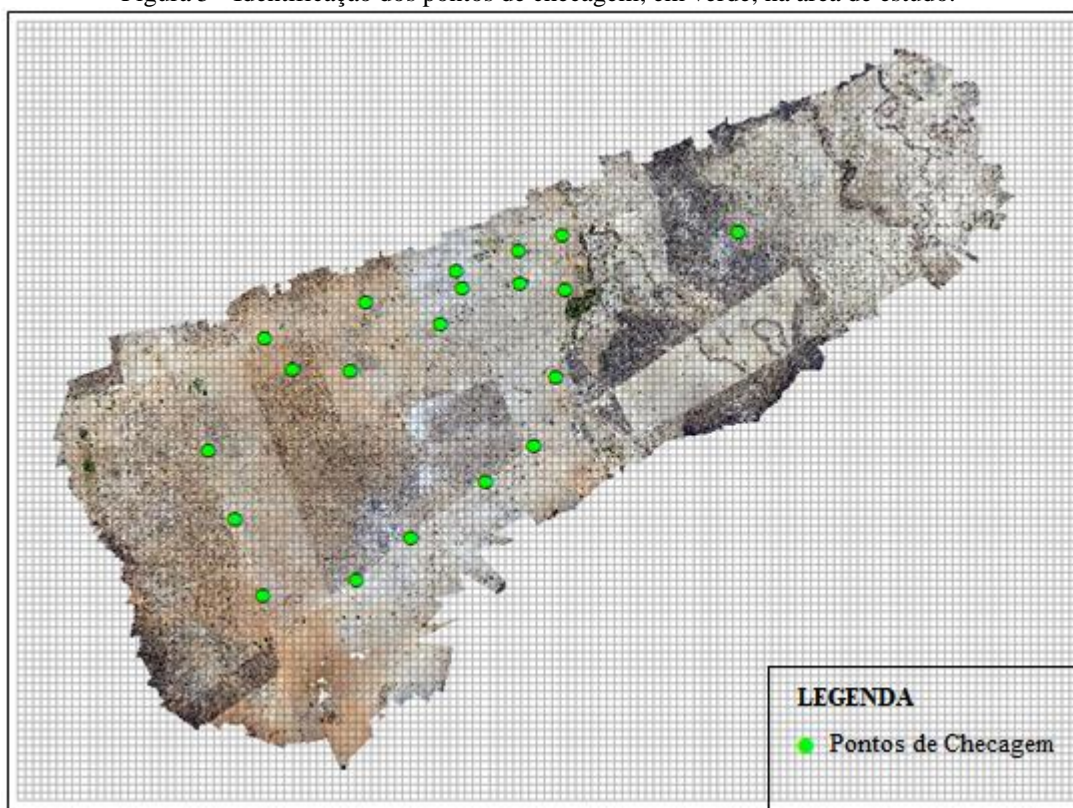 Figura - Identificação dos pontos de checagem, em verde, na área de estudo.
LEGENDA
Pontos de Checagem